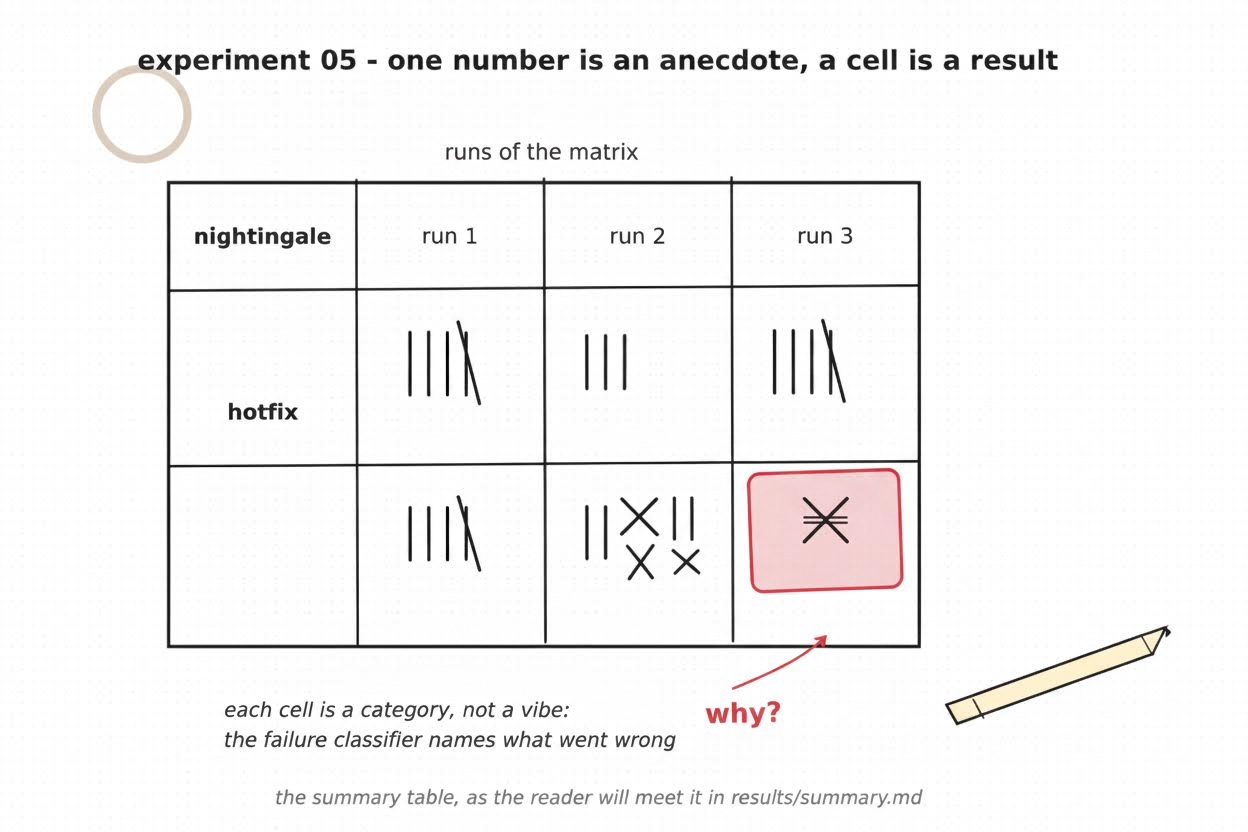 experiment 05 - one number is an anecdote, a cell is a result
runs of the matrix
nightingale run 1 run 2 run 3
hotfix
why?
each cell is a category, not a vibe:
the failure classifier names what went wrong
the summary table, as the reader will meet it in results/summary.md